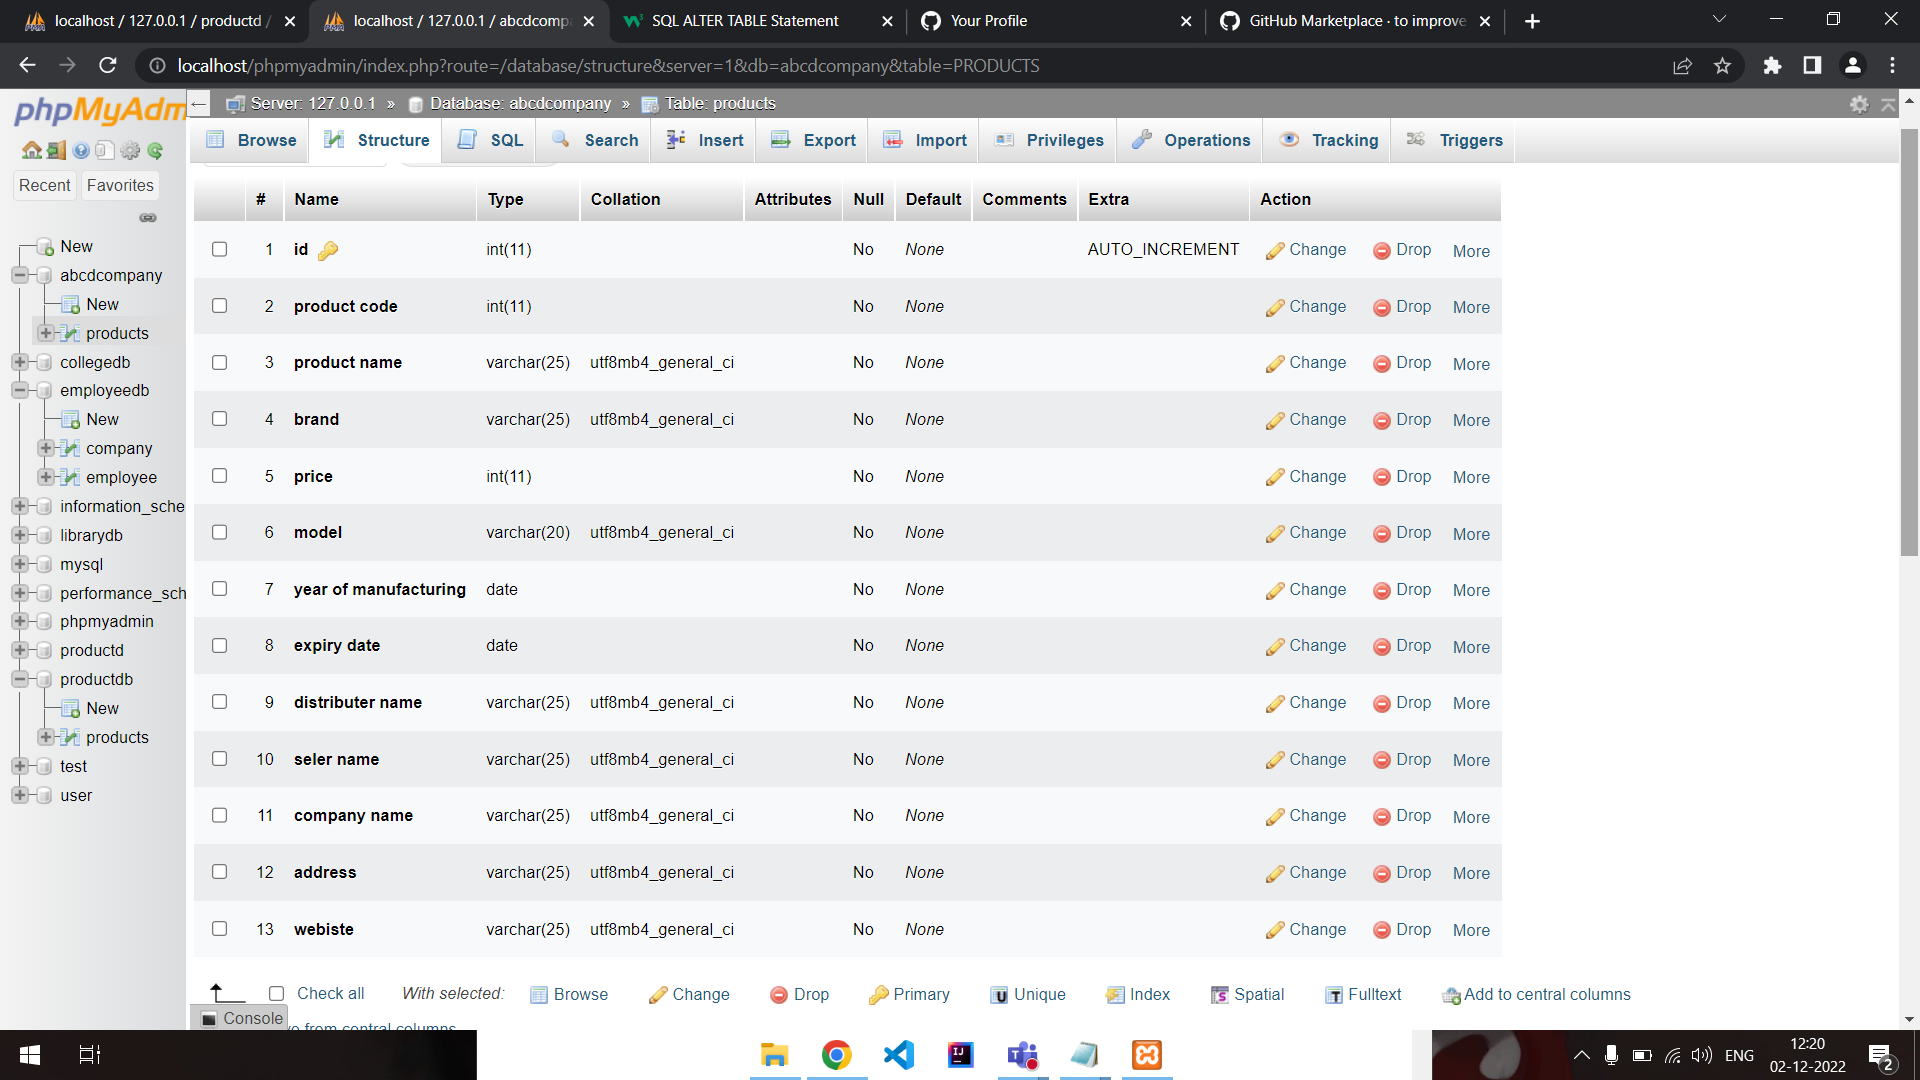 localhost / 127.0.0.1 / productd /
localhost / 127.0.0.1 / abcdcomp
SQL ALTER TABLE Statement
Your Profile
GitHub Marketplace · to improve
localhost/phpmyadmin/index.php?route=/database/structure&server=1&db=abcdcompany&table=PRODUCTS
phpMyAdm
Server: 127.0.0.1 » Database: abcdcompany » Table: products
Browse Structure SQL Search Insert Export Import Privileges Operations Tracking Triggers
Recent Favorites
New
abcdcompany
New
products
collegedb
employeedb
New
company
employee
information_sche
librarydb
mysql
performance_sch
phpmyadmin
productd
productdb
New
products
test
user
# Name Type Collation Attributes Null Default Comments Extra Action
1 id int(11) No None AUTO_INCREMENT Change Drop More
2 product code int(11) No None Change Drop More
3 product name varchar(25) utf8mb4_general_ci No None Change Drop More
4 brand varchar(25) utf8mb4_general_ci No None Change Drop More
5 price int(11) No None Change Drop More
6 model varchar(20) utf8mb4_general_ci No None Change Drop More
7 year of manufacturing date No None Change Drop More
8 expiry date date No None Change Drop More
9 distributer name varchar(25) utf8mb4_general_ci No None Change Drop More
10 seler name varchar(25) utf8mb4_general_ci No None Change Drop More
11 company name varchar(25) utf8mb4_general_ci No None Change Drop More
12 address varchar(25) utf8mb4_general_ci No None Change Drop More
13 webiste varchar(25) utf8mb4_general_ci No None Change Drop More
Check all With selected: Browse Change Drop Primary Unique Index Spatial Fulltext Add to central columns
Console
from central columns
ENG
12:20
02-12-2022
2